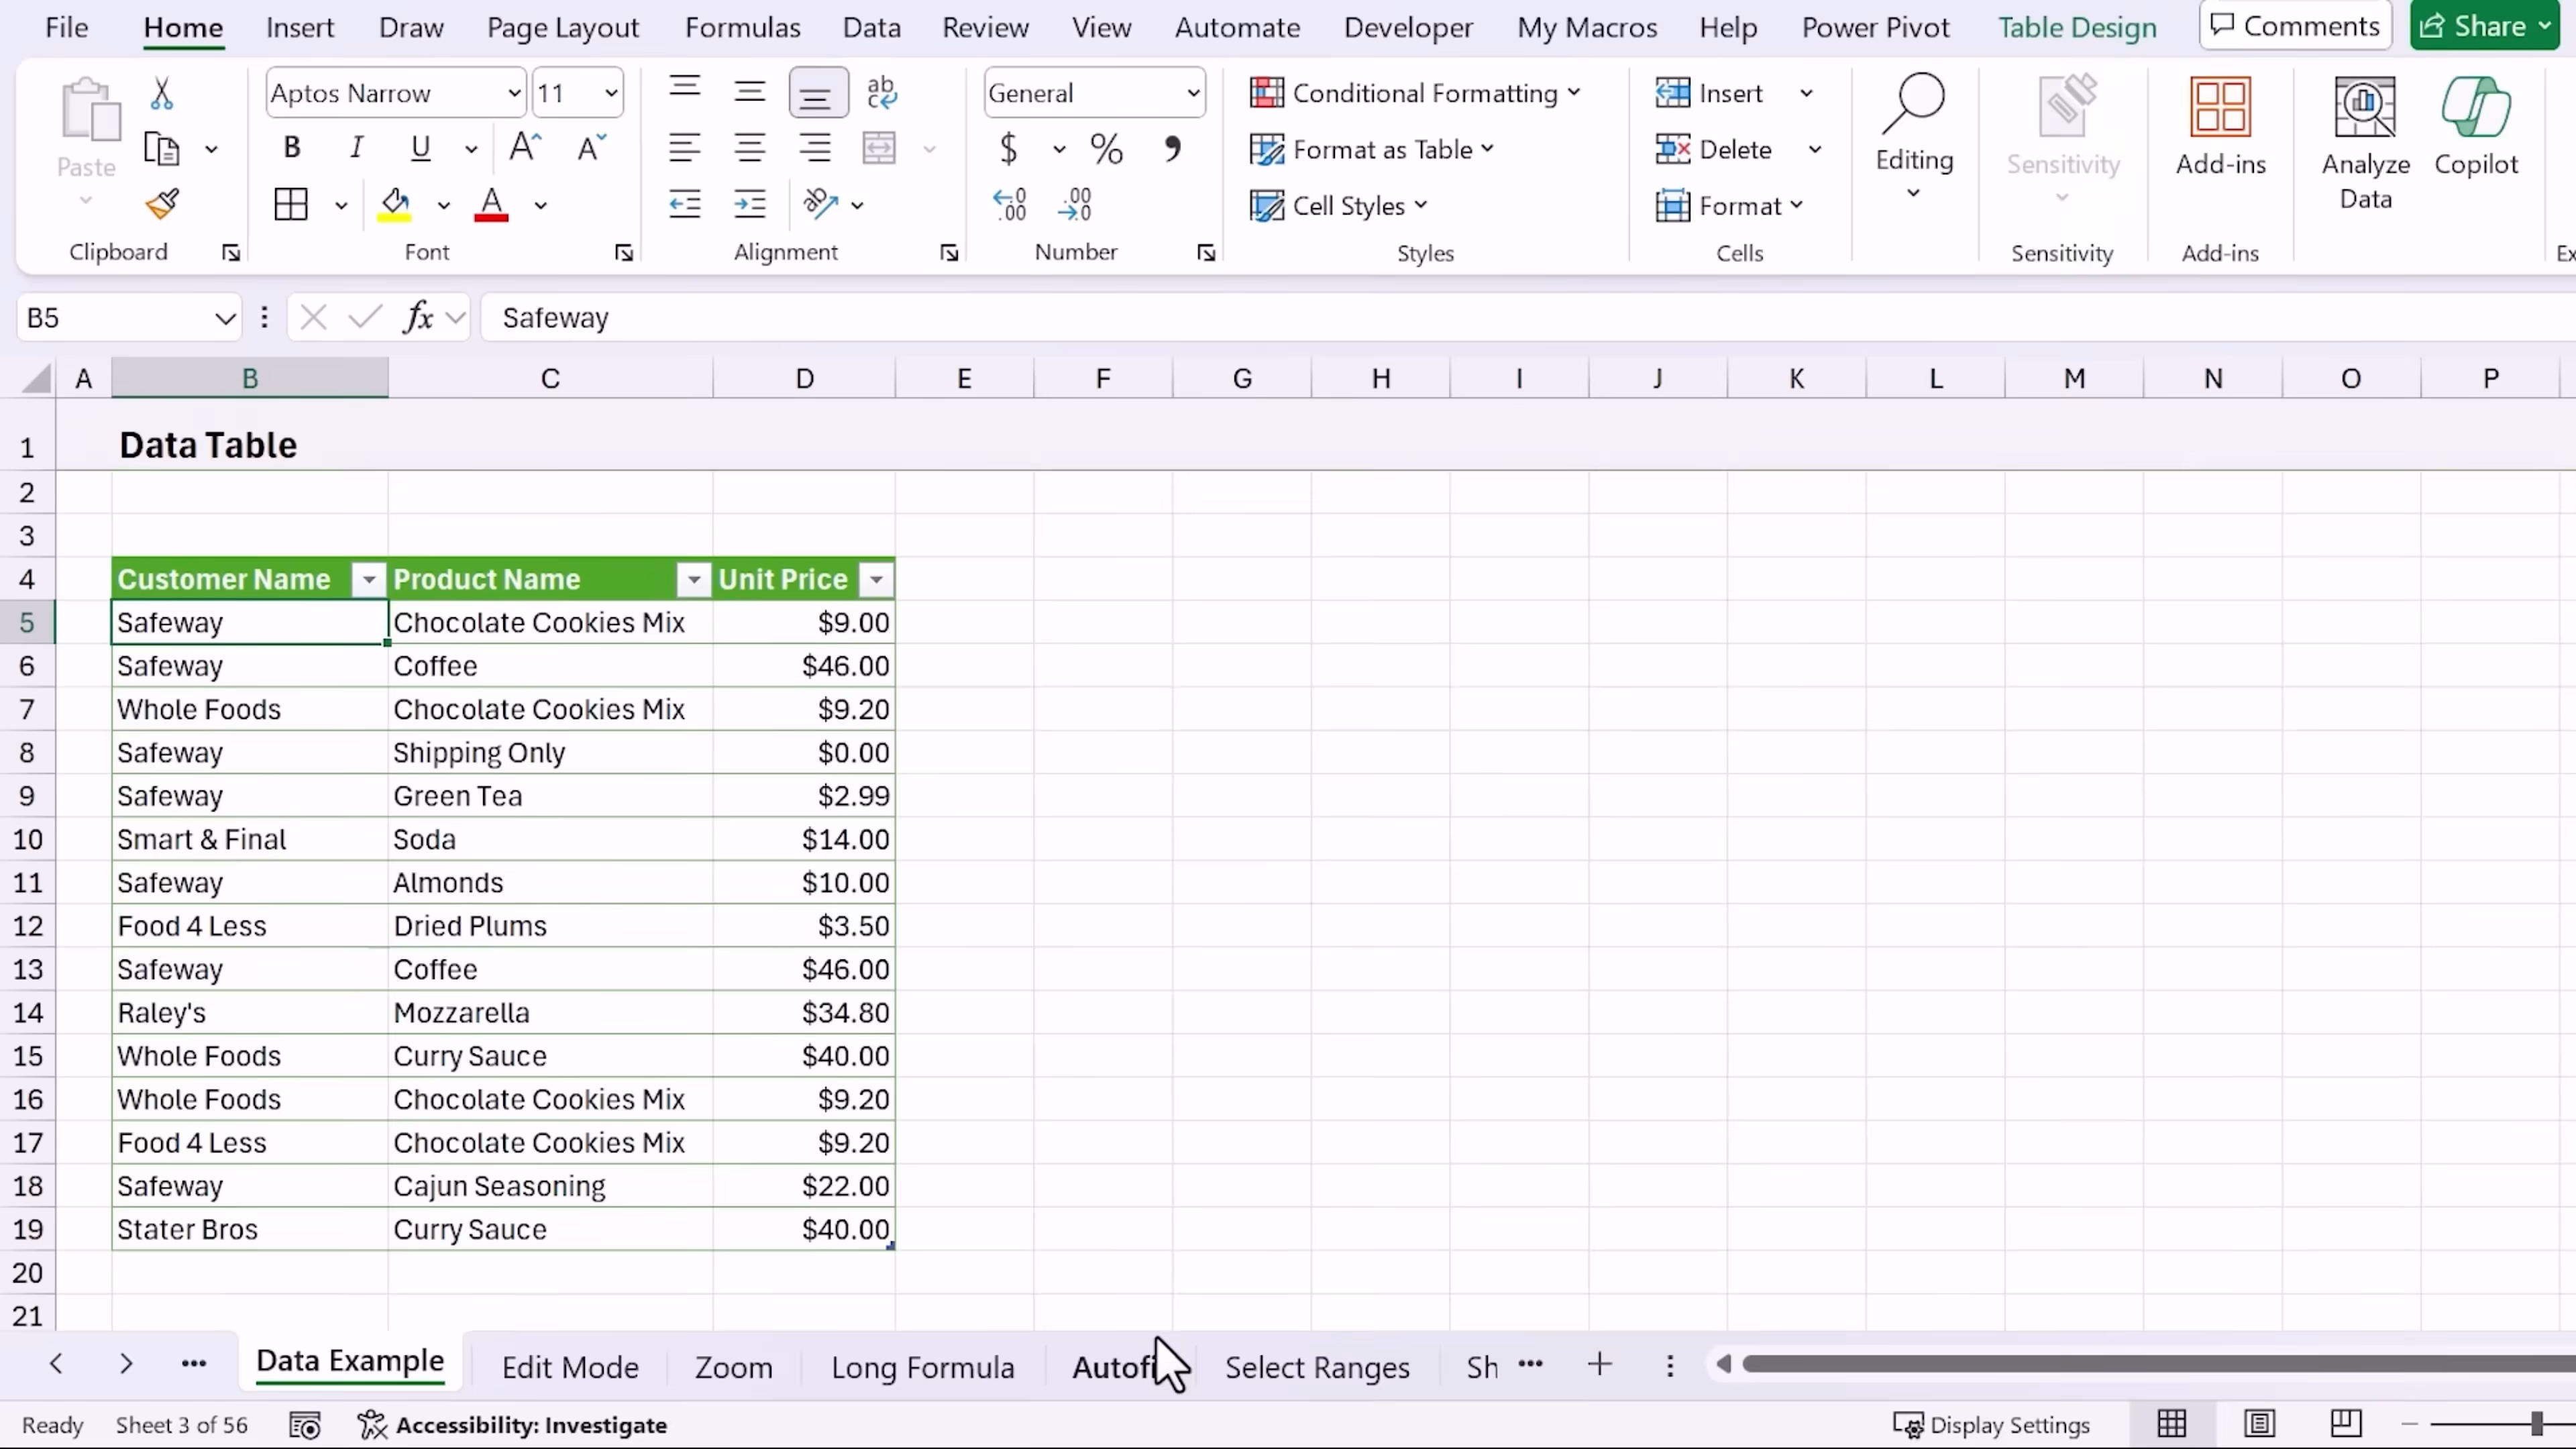 File Home Insert Draw Page Layout Formulas Data Review View Automate Developer My Macros Help Power Pivot Table Design Comments Share
Paste
Aptos Narrow 11
B I U A A
ab c
General
$ % ,
Conditional Formatting
Format as Table
Cell Styles
Insert
Delete
Format
Editing
Sensitivity
Add-ins
Analyze Data
Copilot
Clipboard Font Alignment Number Styles Cells Sensitivity Add-ins Ex
B5 fx Safeway
A B C D E F G H I J K L M N O P
1 Data Table
2
3
4 Customer Name Product Name Unit Price
5 Safeway Chocolate Cookies Mix $9.00
6 Safeway Coffee $46.00
7 Whole Foods Chocolate Cookies Mix $9.20
8 Safeway Shipping Only $0.00
9 Safeway Green Tea $2.99
10 Smart & Final Soda $14.00
11 Safeway Almonds $10.00
12 Food 4 Less Dried Plums $3.50
13 Safeway Coffee $46.00
14 Raley's Mozzarella $34.80
15 Whole Foods Curry Sauce $40.00
16 Whole Foods Chocolate Cookies Mix $9.20
17 Food 4 Less Chocolate Cookies Mix $9.20
18 Safeway Cajun Seasoning $22.00
19 Stater Bros Curry Sauce $40.00
20
21
Data Example Edit Mode Zoom Long Formula Autofi Select Ranges Sh
Ready Sheet 3 of 56 Accessibility: Investigate Display Settings